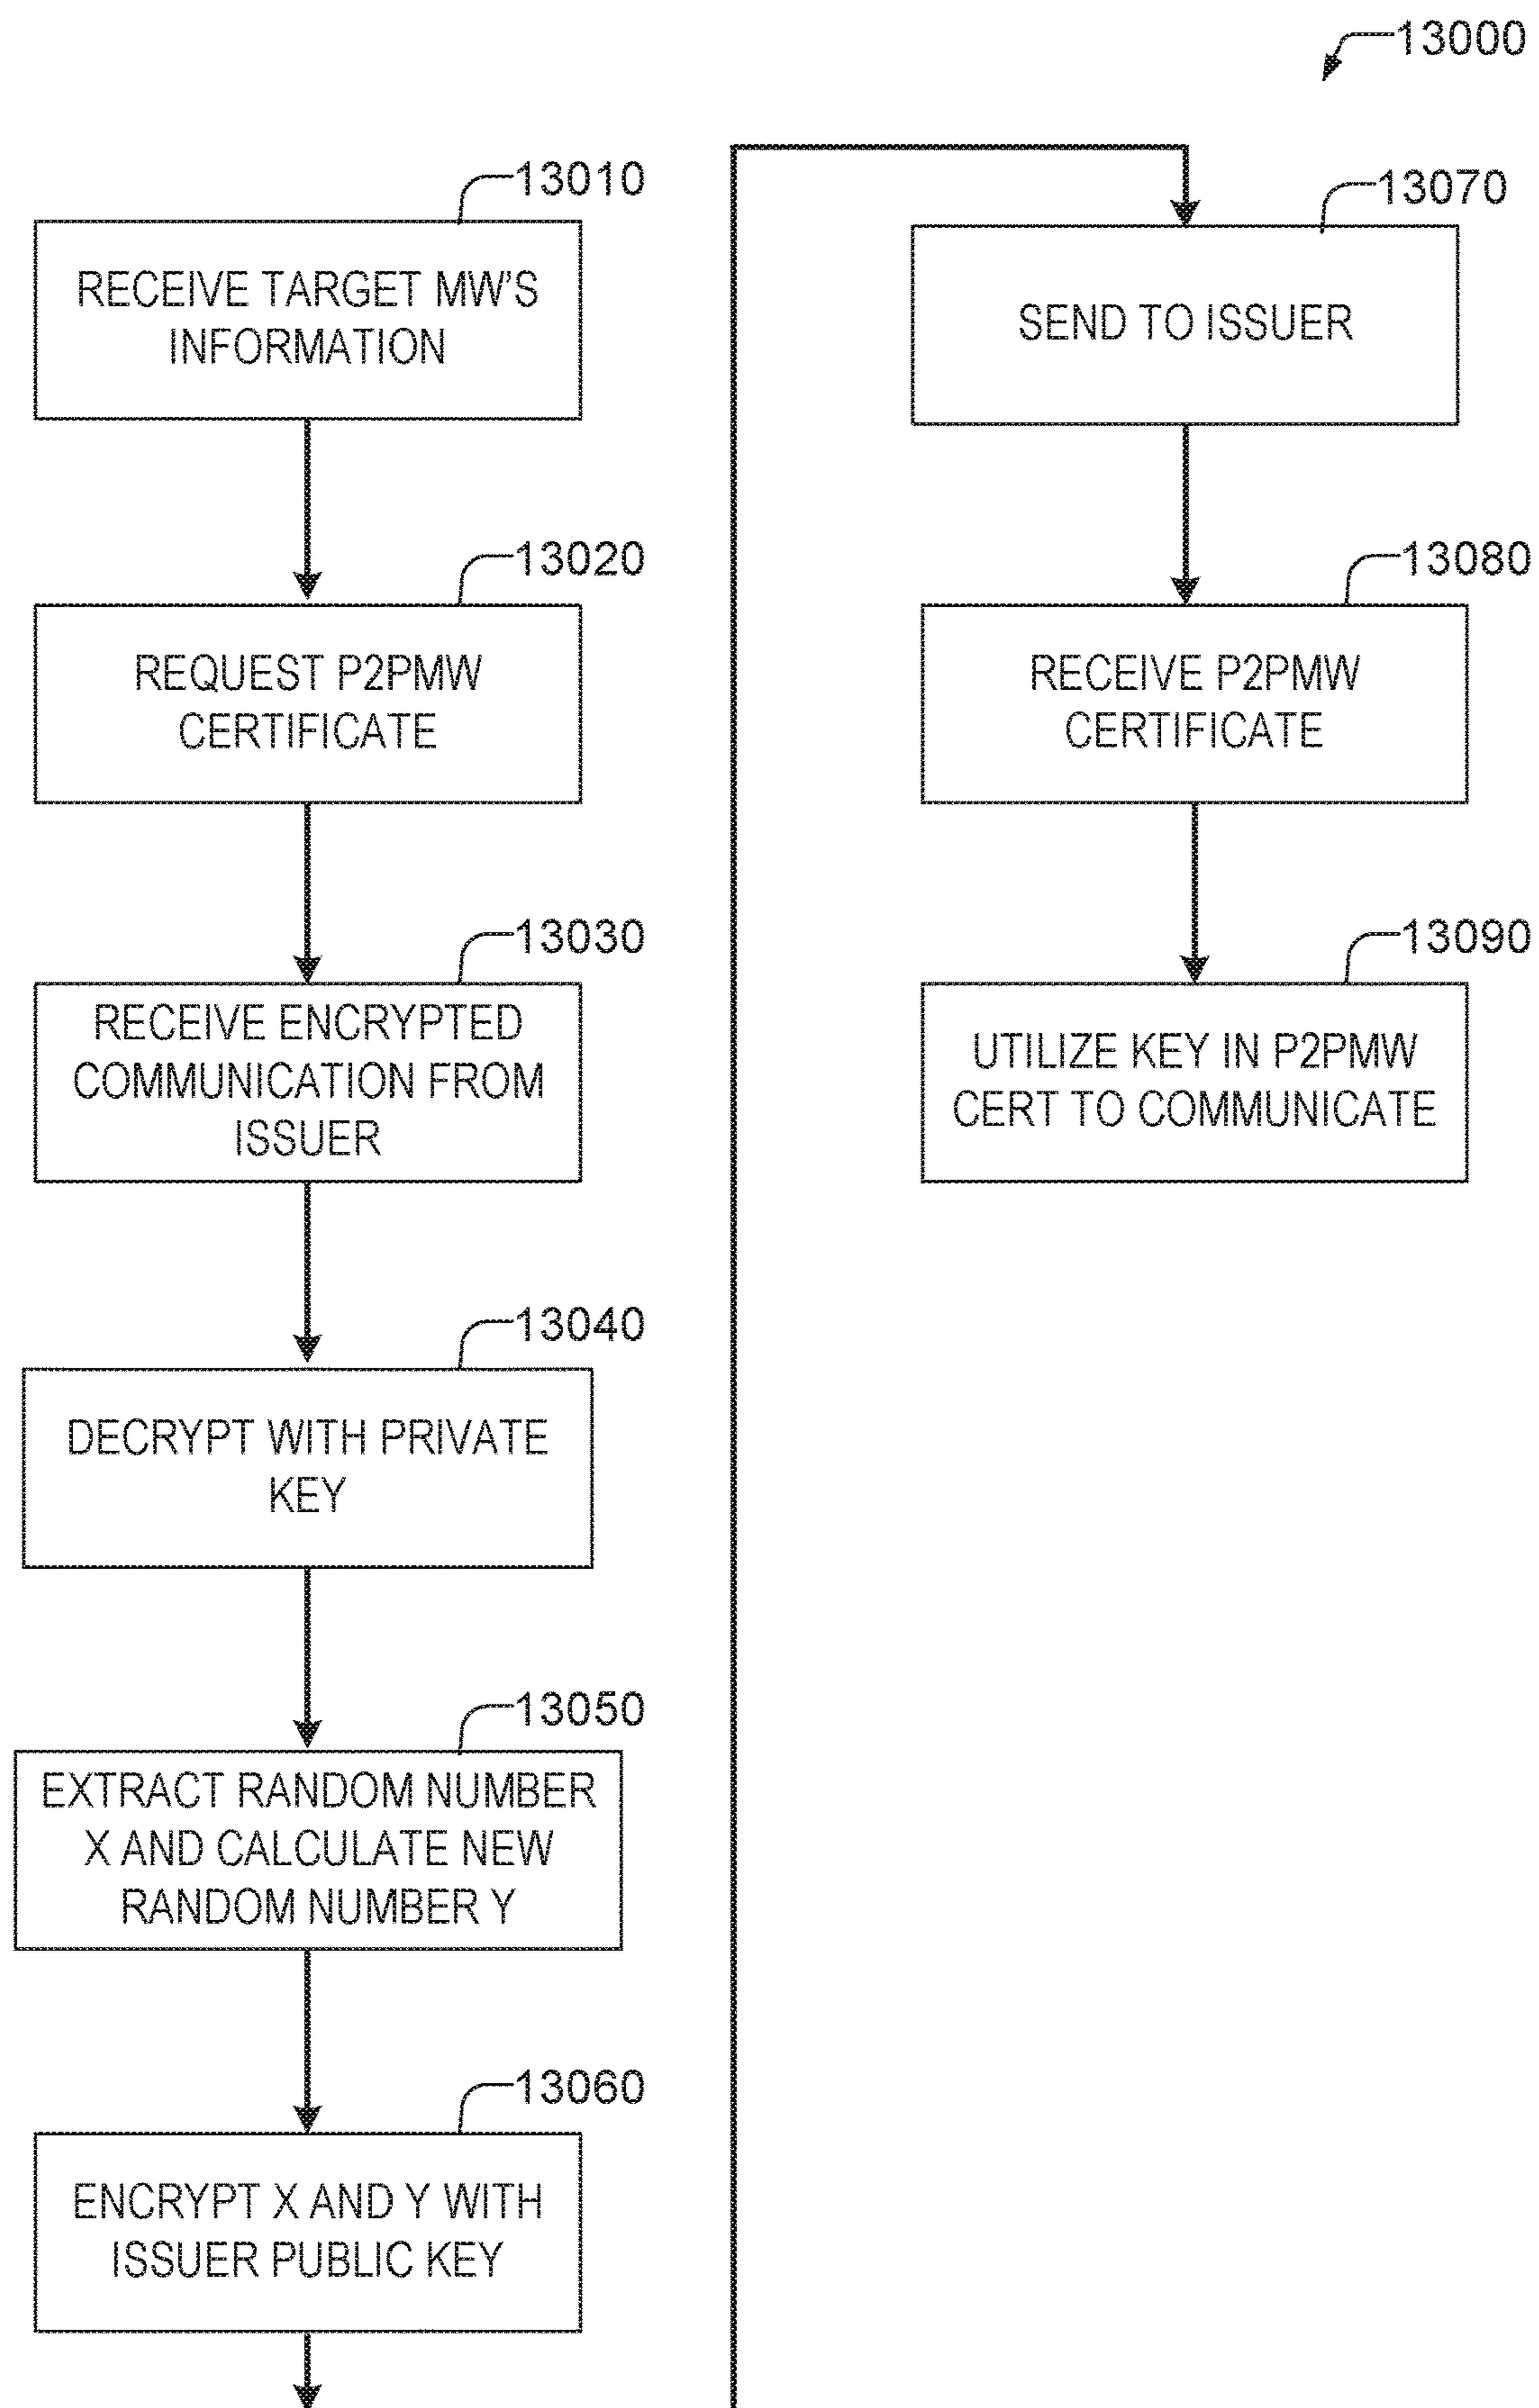 13000
13010
RECEIVE TARGET MW'S
INFORMATION
13020
REQUEST P2PMW
CERTIFICATE
13030
RECEIVE ENCRYPTED
COMMUNICATION FROM
ISSUER
13040
DECRYPT WITH PRIVATE
KEY
13050
EXTRACT RANDOM NUMBER
X AND CALCULATE NEW
RANDOM NUMBER Y
13060
ENCRYPT X AND Y WITH
ISSUER PUBLIC KEY
13070
SEND TO ISSUER
13080
RECEIVE P2PMW
CERTIFICATE
13090
UTILIZE KEY IN P2PMW
CERT TO COMMUNICATE